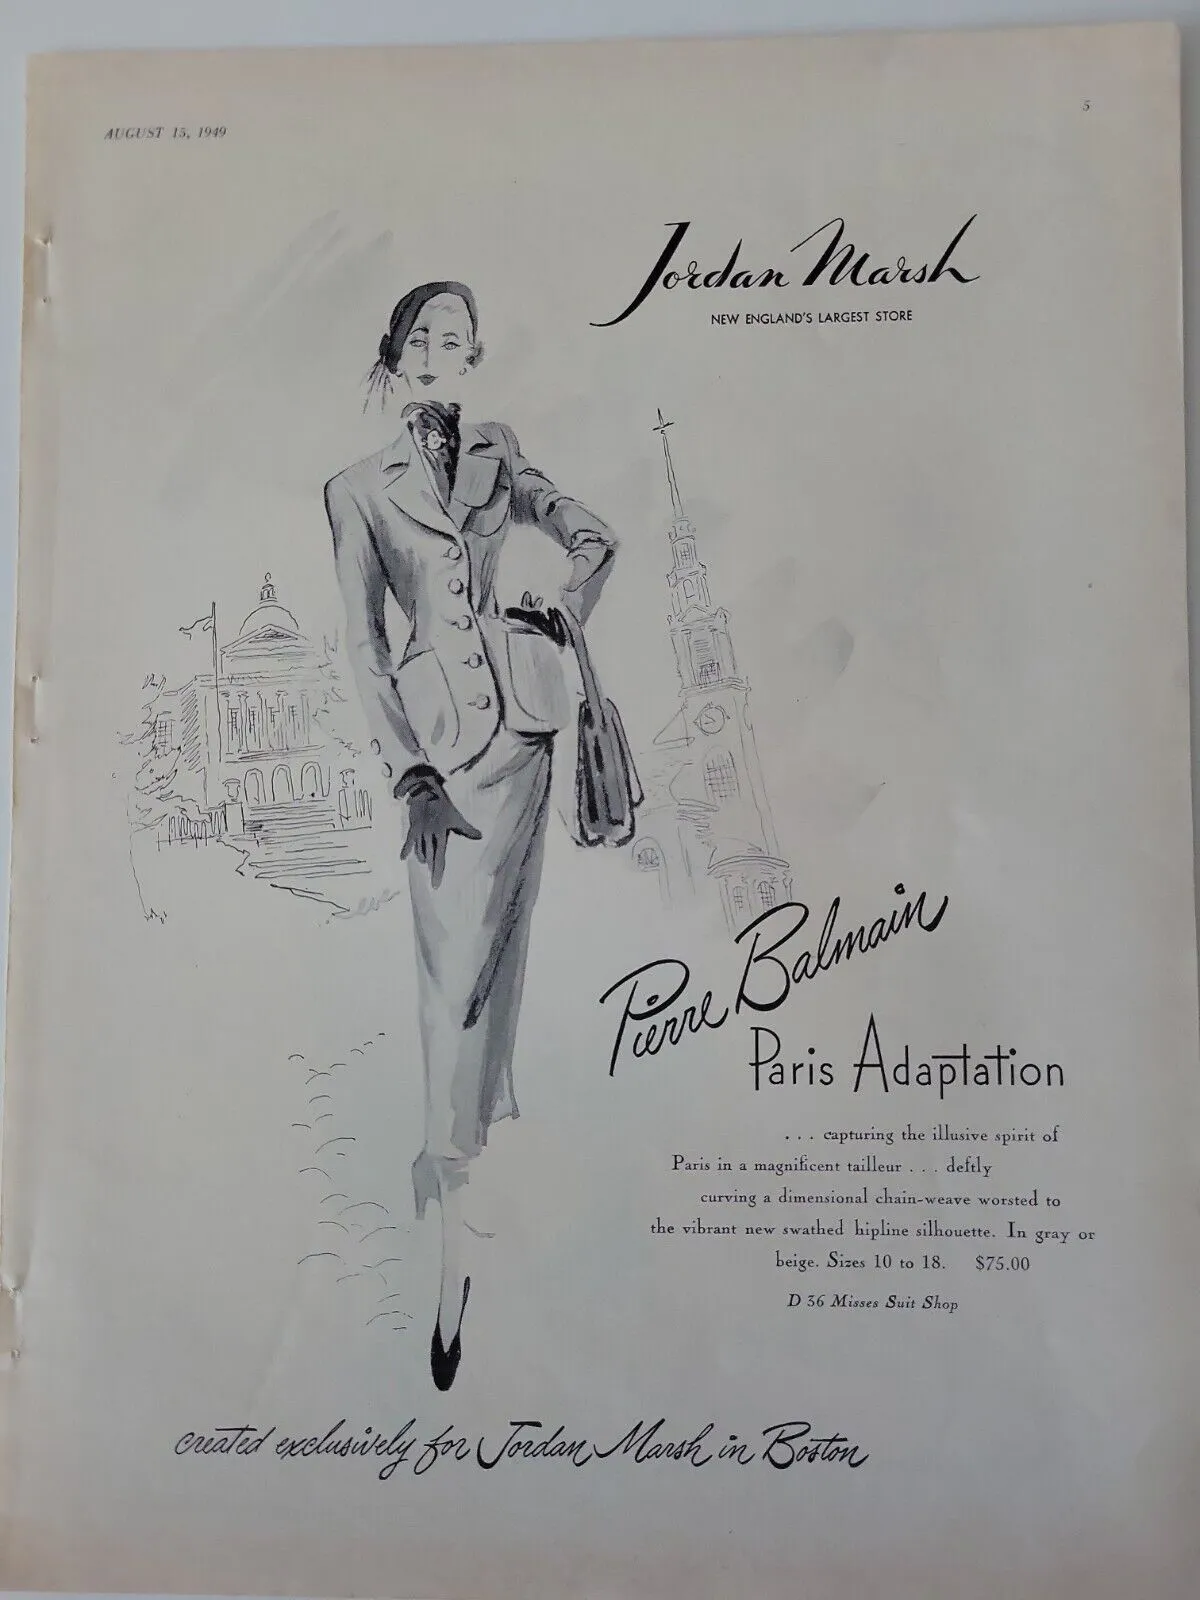 AUGUST 15, 1949
5
Jordan Marsh
NEW ENGLAND'S LARGEST STORE
Pierre Balmain
Paris Adaptation
. . . capturing the illusive spirit of
Paris in a magnificent tailleur . . . deftly
curving a dimensional chain-weave worsted to
the vibrant new swathed hipline silhouette. In gray or
beige. Sizes 10 to 18. $75.00
D 36 Misses Suit Shop
created exclusively for Jordan Marsh in Boston